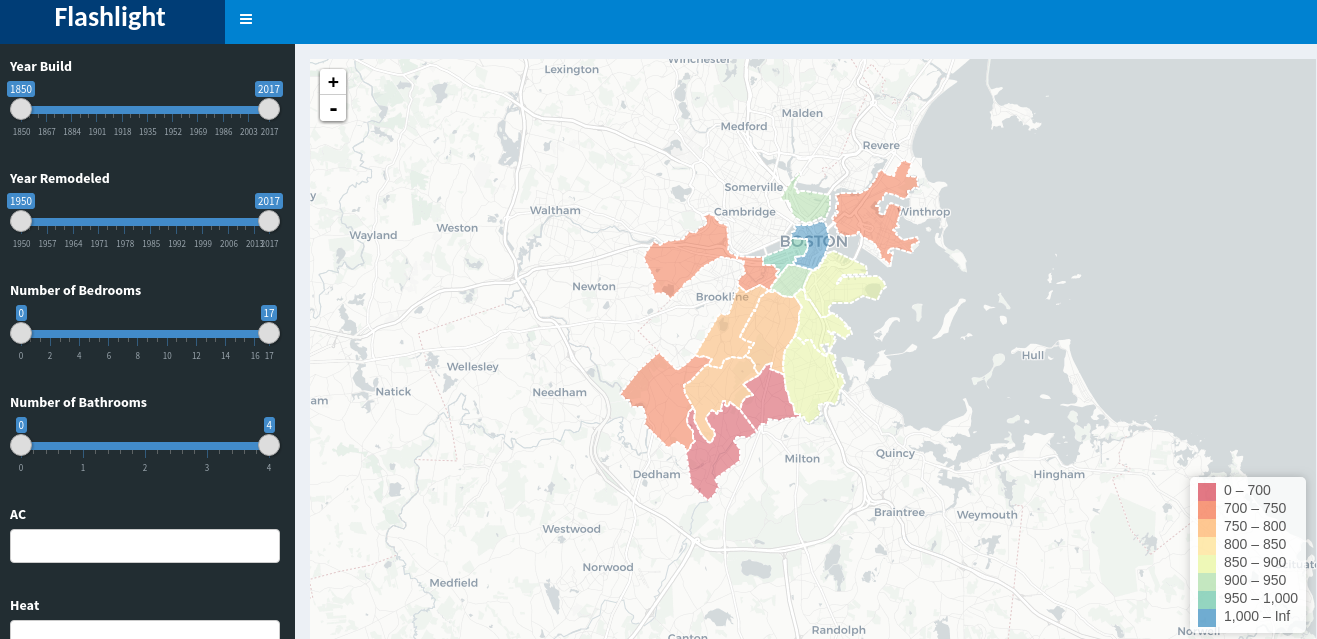 Flashlight
Year Build
1850 2017
1850 1867 1884 1901 1918 1935 1952 1969 1986 2003 2017
Year Remodeled
1950 2017
1950 1957 1964 1971 1978 1985 1992 1999 2006 2013 2017
Number of Bedrooms
0 17
0 2 4 6 8 10 12 14 16 17
Number of Bathrooms
0 4
0 1 2 3 4
AC
Heat
+
-
Winchester
Lexington
Malden
Medford
Revere
Somerville
Waltham
Cambridge
Winthrop
Weston
Wayland
BOSTON
Newton
Brookline
Hull
Wellesley
Natick
Needham
am
Quincy
Milton
Dedham
Hingham
Braintree
Weymouth
Westwood
Norwood
Medfield
Randolph
Canton
Norwell
0 – 700
700 – 750
750 – 800
800 – 850
850 – 900
900 – 950
950 – 1,000
1,000 – Inf